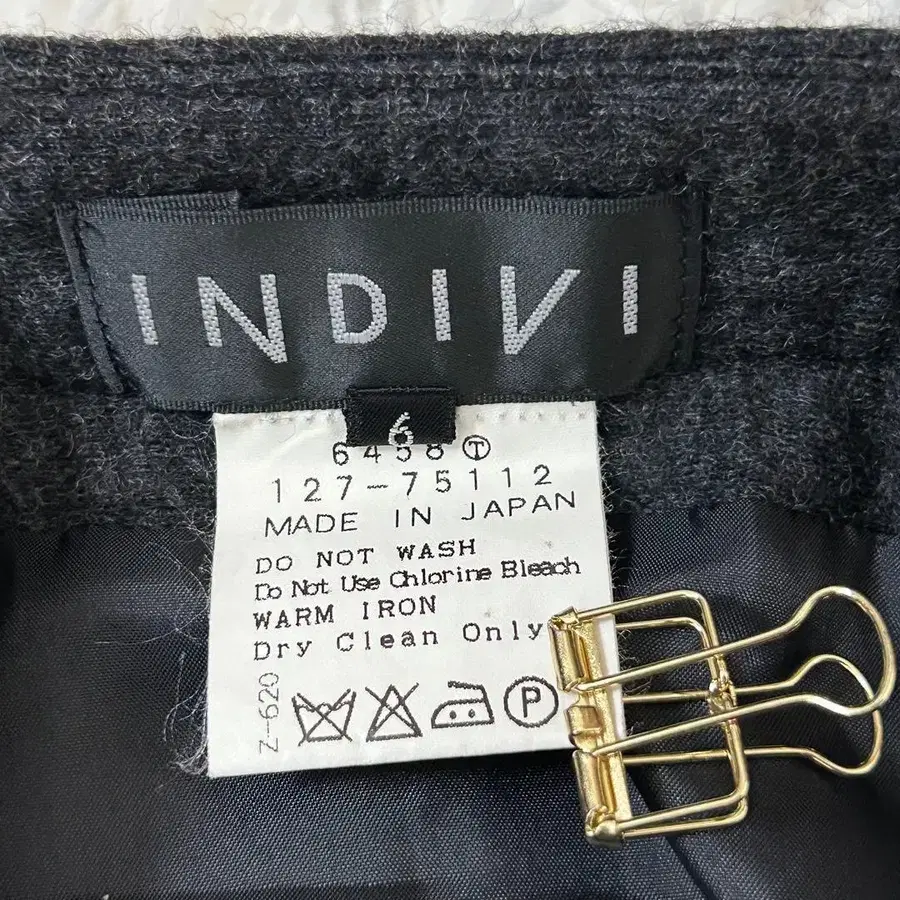 INDIVI
6
6458 Ⓣ
127-75112
MADE IN JAPAN
DO NOT WASH
Do Not Use Chlorine Bleach
WARM IRON
Dry Clean Only
Z-620
P